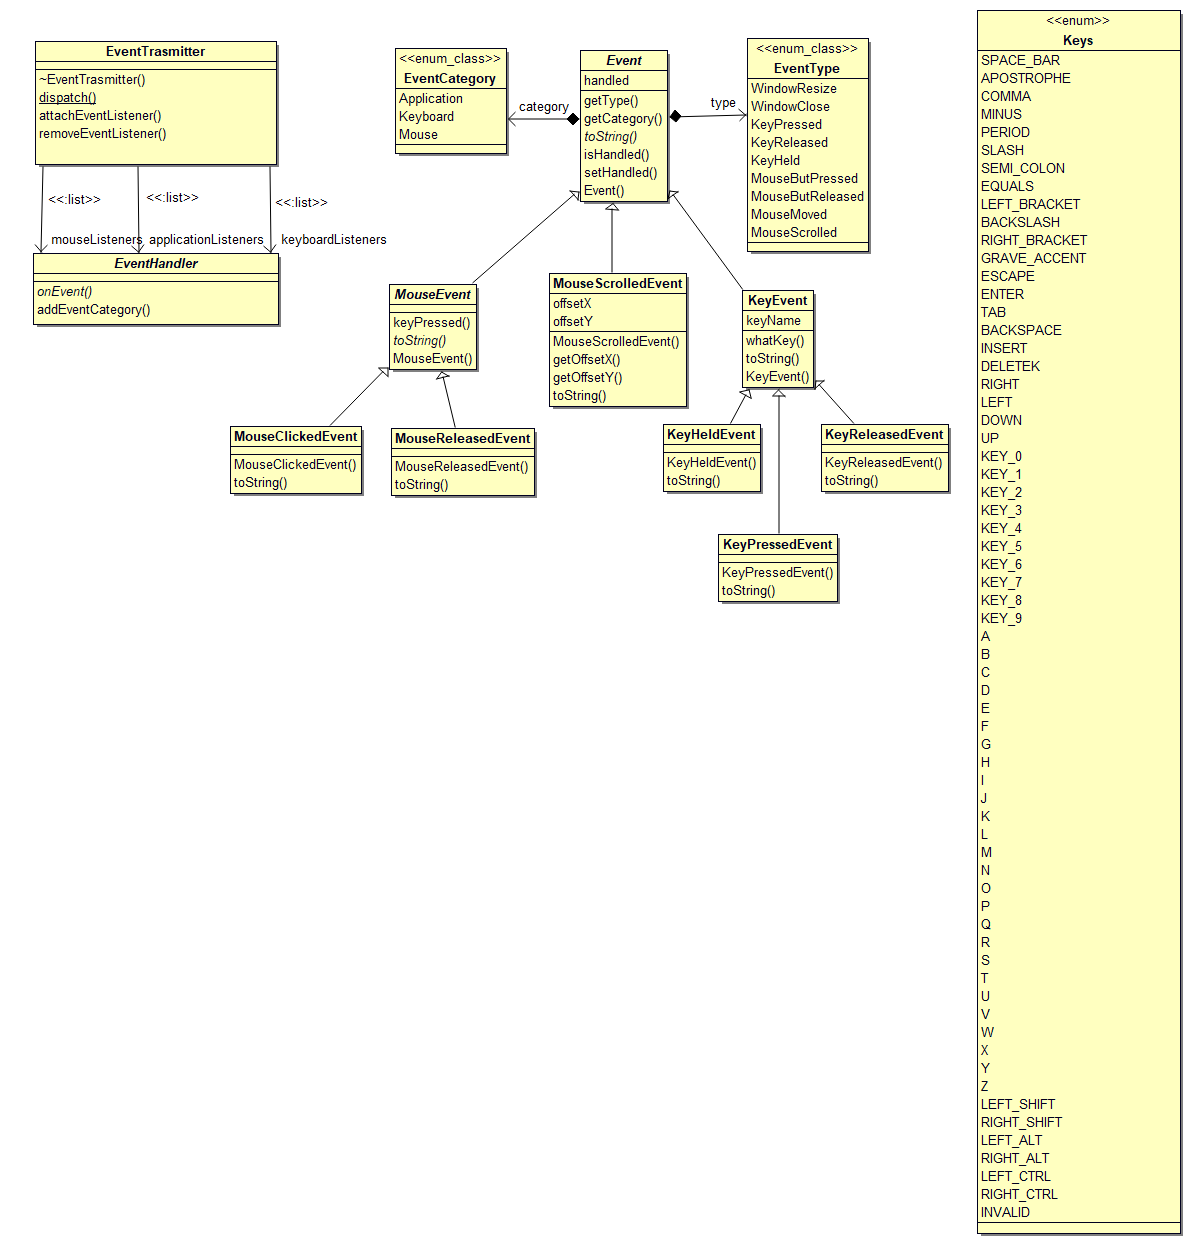 EventTrasmitter
~EventTrasmitter()
dispatch()
attachEventListener()
removeEventListener()
<<:list>>
<<:list>>
<<:list>>
mouseListeners
applicationListeners
keyboardListeners
EventHandler
onEvent()
addEventCategory()
<<enum_class>>
EventCategory
Application
Keyboard
Mouse
category
Event
handled
getType()
getCategory()
toString()
isHandled()
setHandled()
Event()
type
<<enum_class>>
EventType
WindowResize
WindowClose
KeyPressed
KeyReleased
KeyHeld
MouseButPressed
MouseButReleased
MouseMoved
MouseScrolled
MouseEvent
keyPressed()
toString()
MouseEvent()
MouseScrolledEvent
offsetX
offsetY
MouseScrolledEvent()
getOffsetX()
getOffsetY()
toString()
KeyEvent
keyName
whatKey()
toString()
KeyEvent()
MouseClickedEvent
MouseClickedEvent()
toString()
MouseReleasedEvent
MouseReleasedEvent()
toString()
KeyHeldEvent
KeyHeldEvent()
toString()
KeyReleasedEvent
KeyReleasedEvent()
toString()
KeyPressedEvent
KeyPressedEvent()
toString()
<<enum>>
Keys
SPACE_BAR
APOSTROPHE
COMMA
MINUS
PERIOD
SLASH
SEMI_COLON
EQUALS
LEFT_BRACKET
BACKSLASH
RIGHT_BRACKET
GRAVE_ACCENT
ESCAPE
ENTER
TAB
BACKSPACE
INSERT
DELETEK
RIGHT
LEFT
DOWN
UP
KEY_0
KEY_1
KEY_2
KEY_3
KEY_4
KEY_5
KEY_6
KEY_7
KEY_8
KEY_9
A
B
C
D
E
F
G
H
I
J
K
L
M
N
O
P
Q
R
S
T
U
V
W
X
Y
Z
LEFT_SHIFT
RIGHT_SHIFT
LEFT_ALT
RIGHT_ALT
LEFT_CTRL
RIGHT_CTRL
INVALID